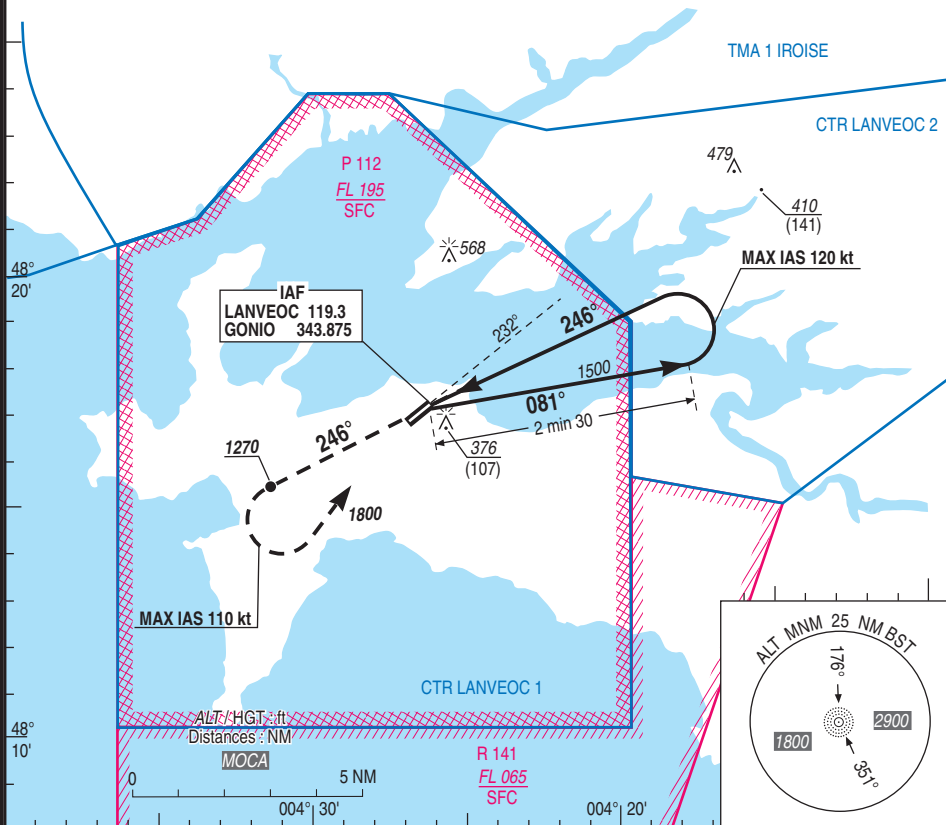 TMA 1 IROISE
CTR LANVEOC 2
P 112
FL 195
SFC
479
410
(141)
568
MAX IAS 120 kt
48°
20'
IAF
LANVEOC 119.3
GONIO 343.875
232°
246°
1500
081°
2 min 30
376
(107)
246°
1270
1800
MAX IAS 110 kt
CTR LANVEOC 1
ALT / HGT : ft
Distances : NM
MOCA
48°
10'
0
5 NM
R 141
FL 065
SFC
004° 30'
004° 20'
ALT MNM 25 NM BST
176°
1800
2900
351°